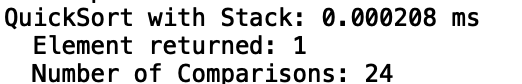 QuickSort with Stack: 0.000208 ms
Element returned: 1
Number of Comparisons: 24